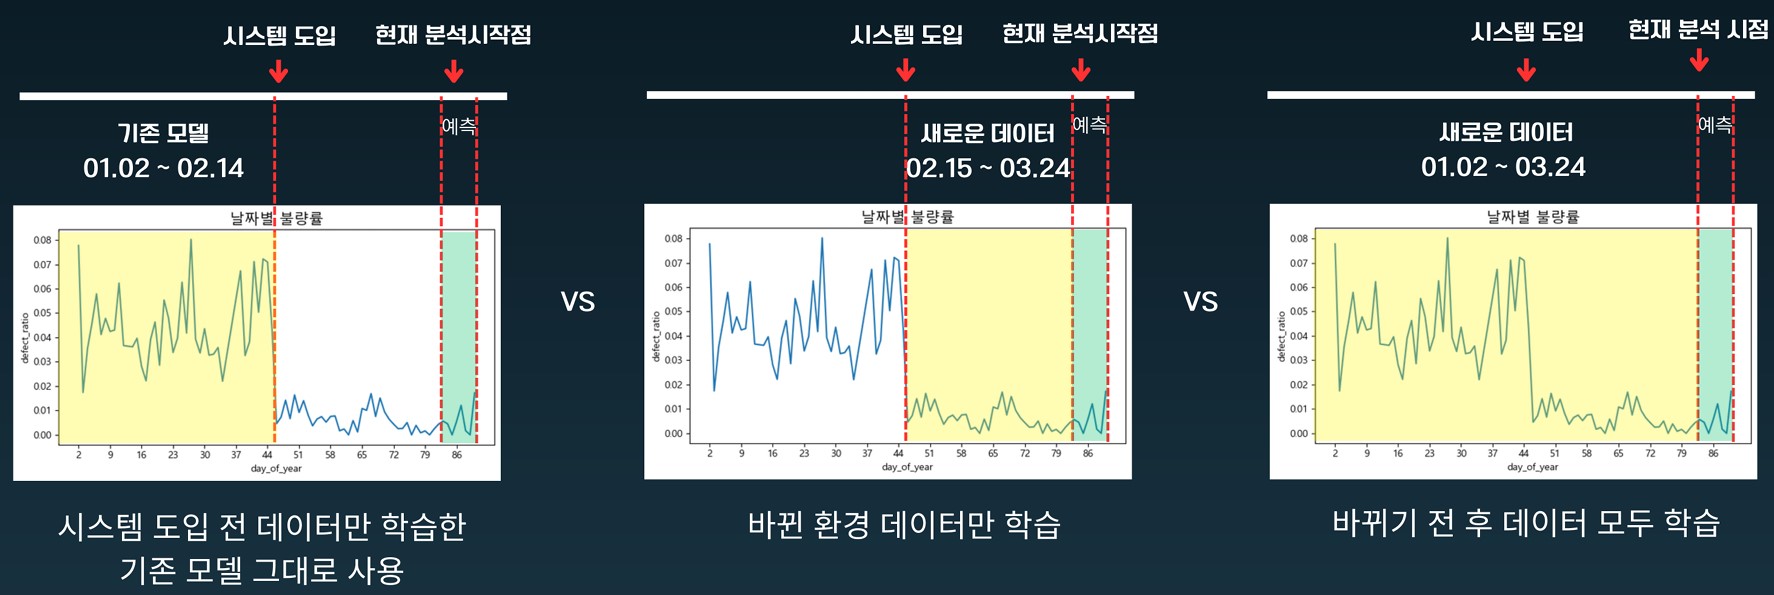 시스템 도입
현재 분석시작점
기존 모델
01.02 ~ 02.14
예측
날짜별 불량률
defect_ratio
0.08
0.07
0.06
0.05
0.04
0.03
0.02
0.01
0.00
2 9 16 23 30 37 44 51 58 65 72 79 86
day_of_year
시스템 도입 전 데이터만 학습한
기존 모델 그대로 사용
VS
시스템 도입
현재 분석시작점
새로운 데이터
02.15 ~ 03.24
예측
날짜별 불량률
defect_ratio
0.08
0.07
0.06
0.05
0.04
0.03
0.02
0.01
0.00
2 9 16 23 30 37 44 51 58 65 72 79 86
day_of_year
바뀐 환경 데이터만 학습
VS
시스템 도입
현재 분석 시점
새로운 데이터
01.02 ~ 03.24
예측
날짜별 불량률
defect_ratio
0.08
0.07
0.06
0.05
0.04
0.03
0.02
0.01
0.00
2 9 16 23 30 37 44 51 58 65 72 79 86
day_of_year
바뀌기 전 후 데이터 모두 학습